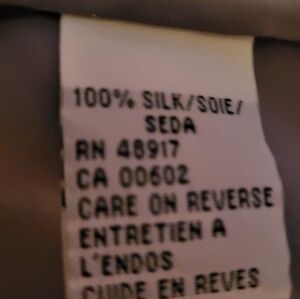 100% SILK/SOIE/
SEDA
RN 48917
CA 00602
CARE ON REVERSE
ENTRETIEN A
L'ENDOS
CUIDE EN REVES